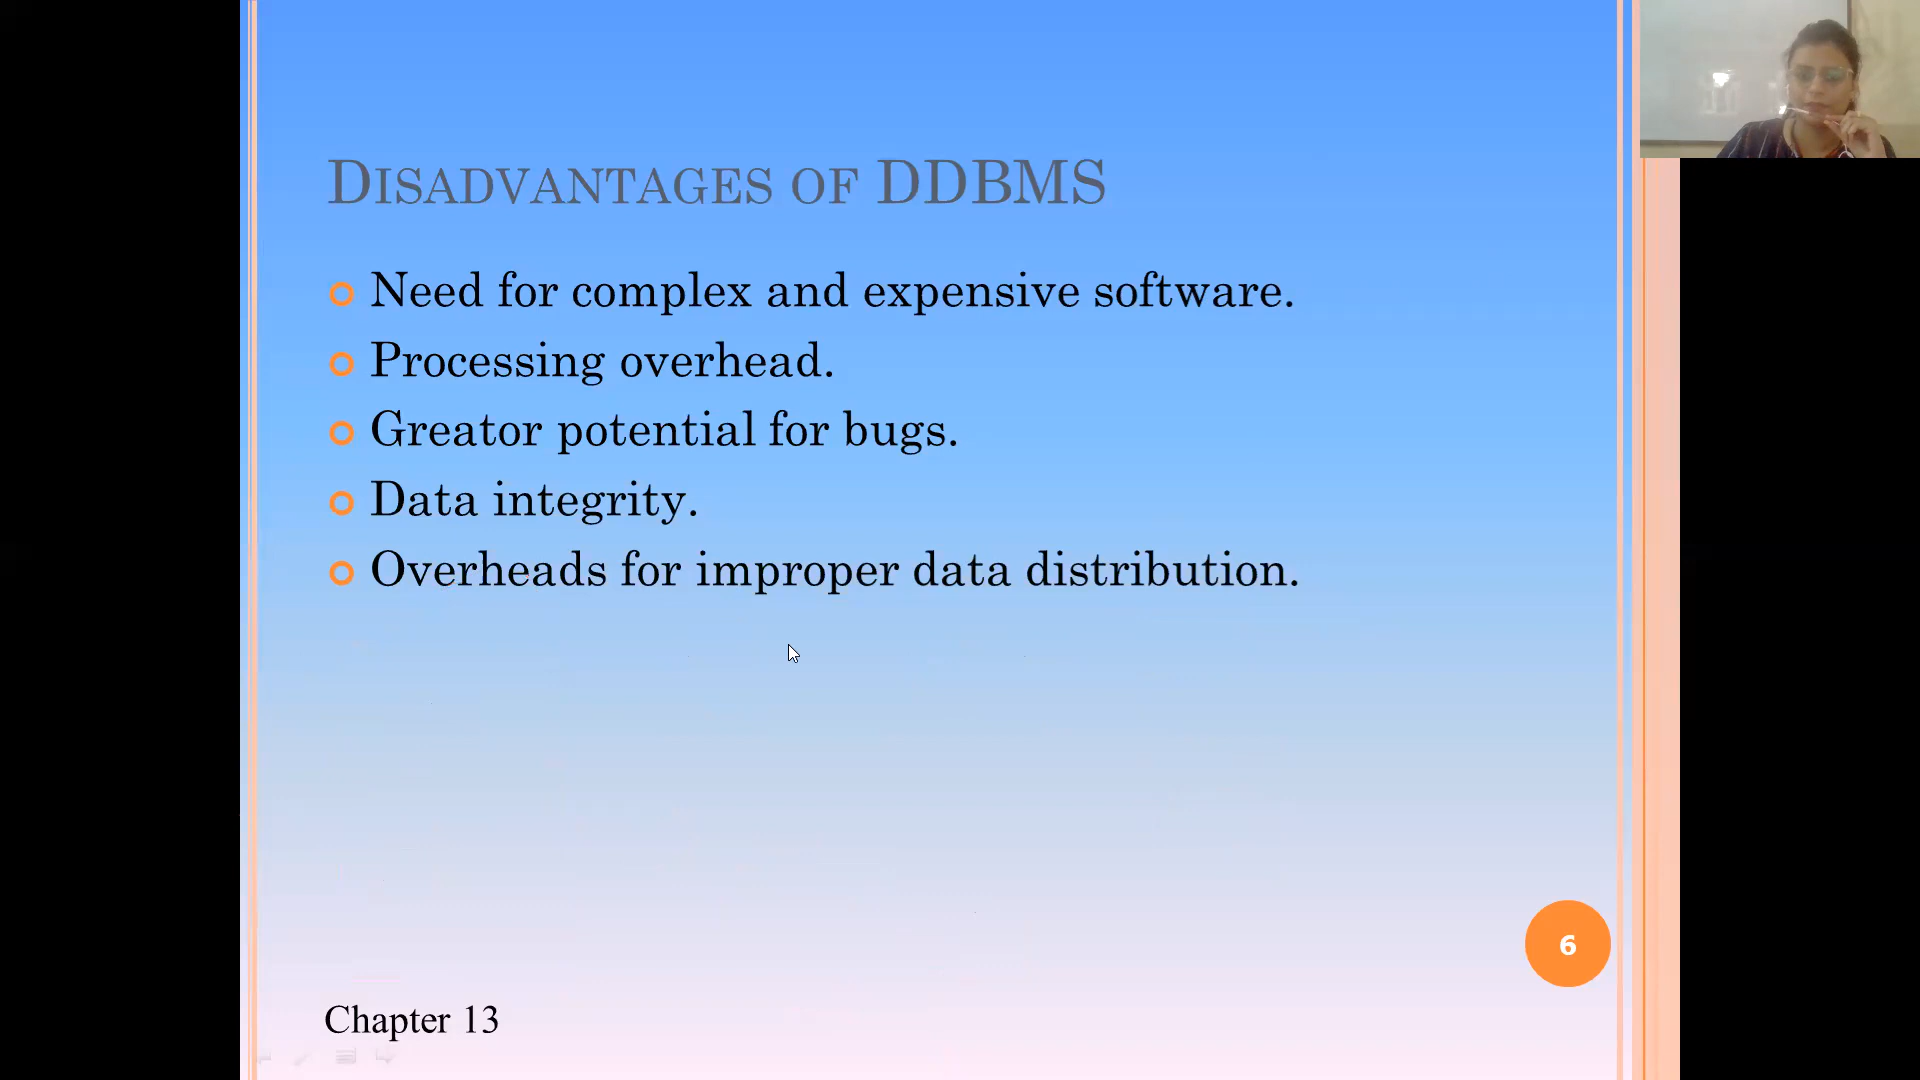 DISADVANTAGES OF DDBMS
Need for complex and expensive software.
Processing overhead.
Greator potential for bugs.
Data integrity.
Overheads for improper data distribution.
6
Chapter 13